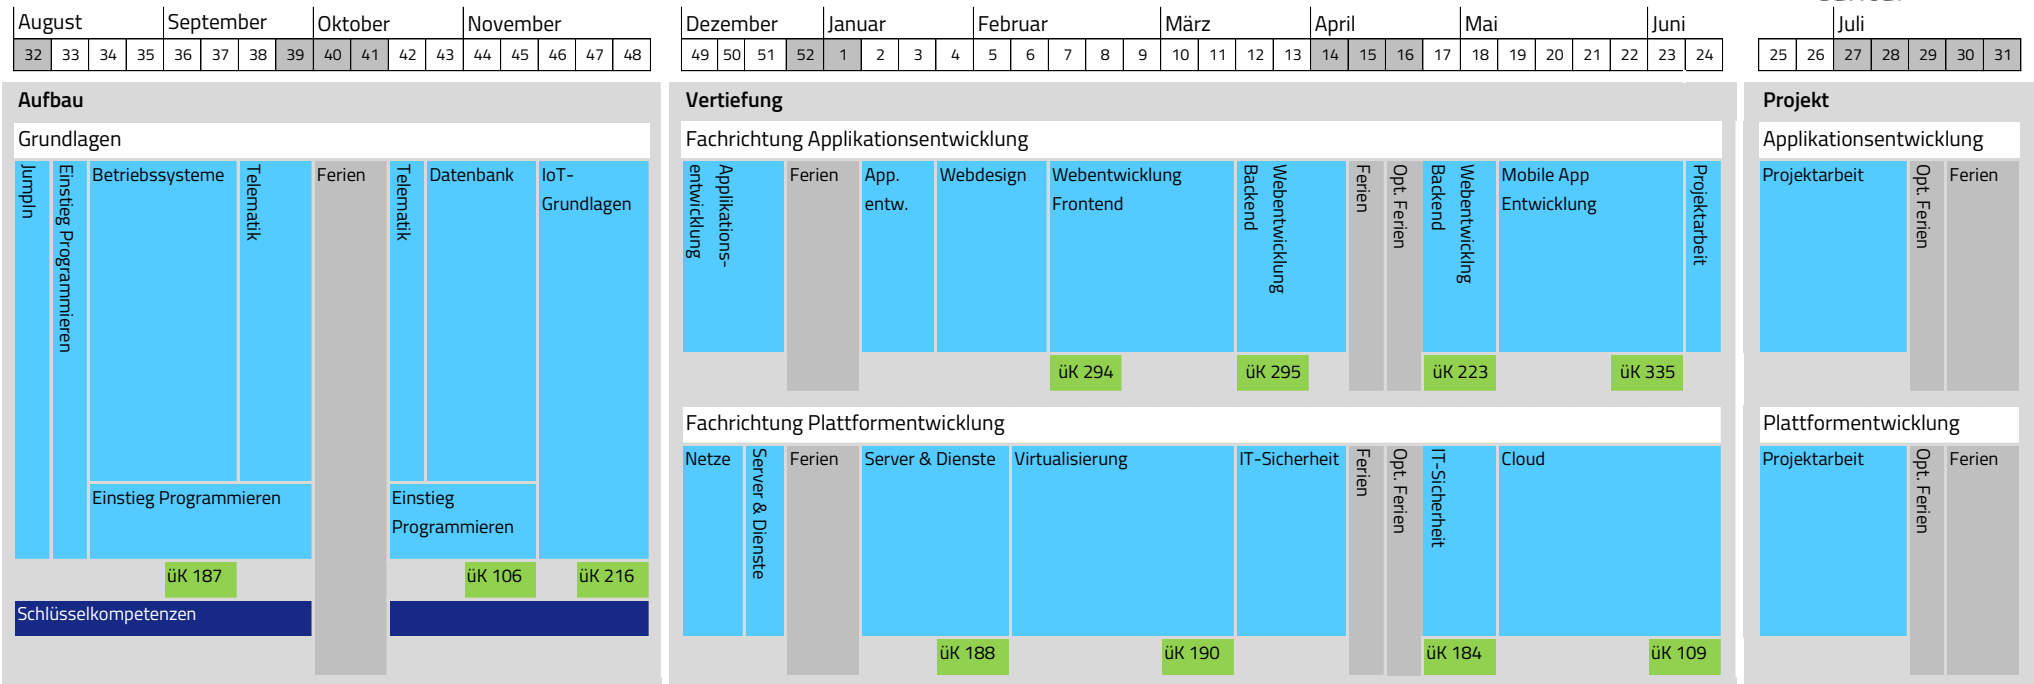 August September Oktober November Dezember Januar Februar März April Mai Juni Juli
32 33 34 35 36 37 38 39 40 41 42 43 44 45 46 47 48 49 50 51 52 1 2 3 4 5 6 7 8 9 10 11 12 13 14 15 16 17 18 19 20 21 22 23 24 25 26 27 28 29 30 31
Aufbau
Grundlagen
JumpIn
Einstieg Programmieren
Betriebssysteme
Telematik
Ferien
Telematik
Datenbank
IoT-
Grundlagen
Einstieg Programmieren
Einstieg
Programmieren
üK 187
üK 106
üK 216
Schlüsselkompetenzen
Vertiefung
Fachrichtung Applikationsentwicklung
Applikations-
entwicklung
Ferien
App.
entw.
Webdesign
Webentwicklung
Frontend
Webentwicklung
Backend
Ferien
Opt. Ferien
Webentwicklng
Backend
Mobile App
Entwicklung
Projektarbeit
üK 294
üK 295
üK 223
üK 335
Fachrichtung Plattformentwicklung
Netze
Server & Dienste
Ferien
Server & Dienste
Virtualisierung
IT-Sicherheit
Ferien
Opt. Ferien
IT-Sicherheit
Cloud
üK 188
üK 190
üK 184
üK 109
Projekt
Applikationsentwicklung
Projektarbeit
Opt. Ferien
Ferien
Plattformentwicklung
Projektarbeit
Opt. Ferien
Ferien